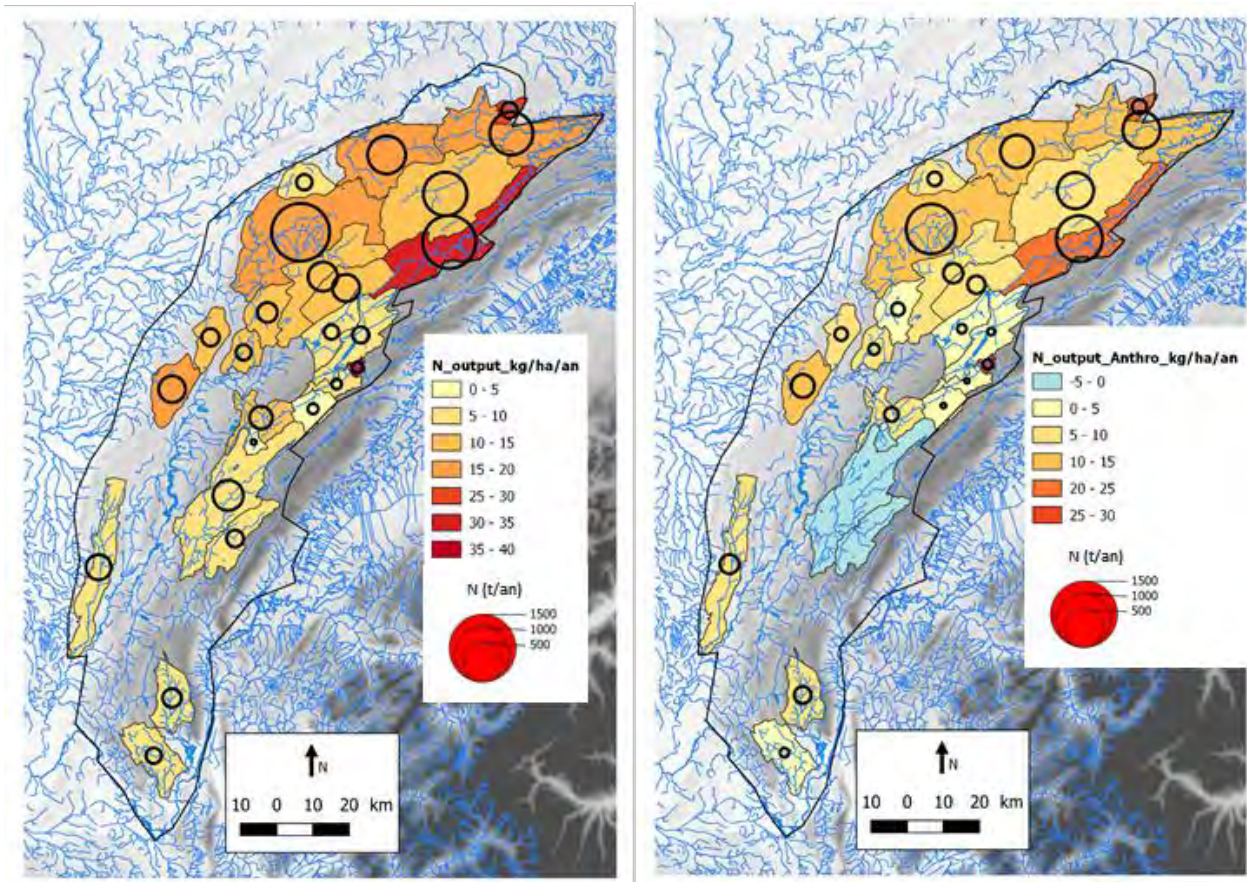 N_output_kg/ha/an
0 - 5
5 - 10
10 - 15
15 - 20
25 - 30
30 - 35
35 - 40
N (t/an)
1500
1000
500
N
10 0 10 20 km
N_output_Anthro_kg/ha/an
-5 - 0
0 - 5
5 - 10
10 - 15
20 - 25
25 - 30
N (t/an)
1500
1000
500
N
10 0 10 20 km